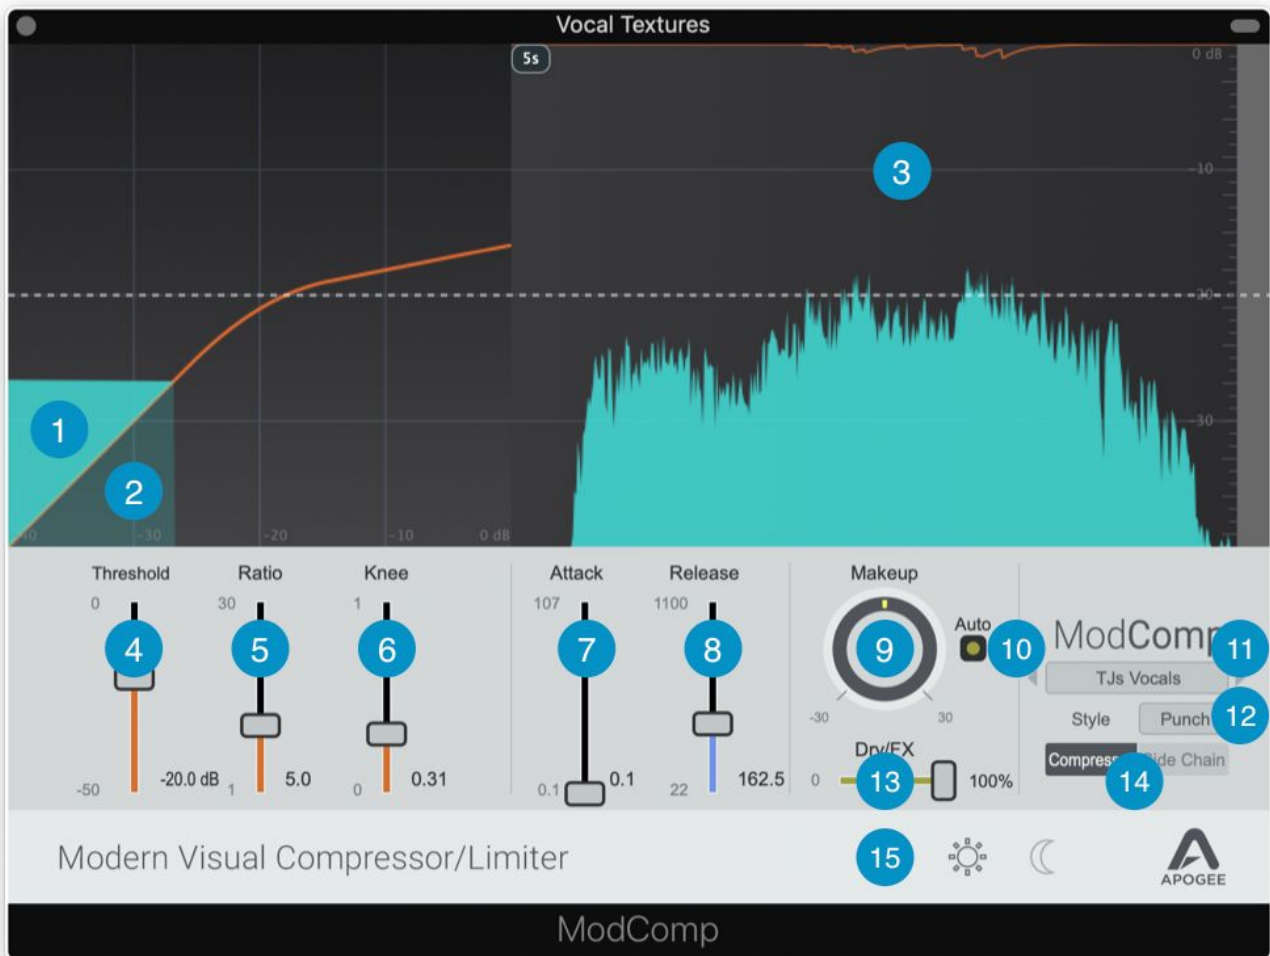 Vocal Textures
5s
0 dB
-10
3
-20
-30
1
2
-30
-20
-10
0 dB
Threshold
Ratio
Knee
Attack
Release
Makeup
0
30
1
107
1100
Auto
4
5
6
7
8
9
10
ModComp
11
TJs Vocals
-30
30
Style
Punch
12
Dry/FX
Side Chain
-50
-20.0 dB
1
5.0
0
0.31
0.1
0.1
22
162.5
0
13
100%
14
Modern Visual Compressor/Limiter
15
APOGEE
ModComp